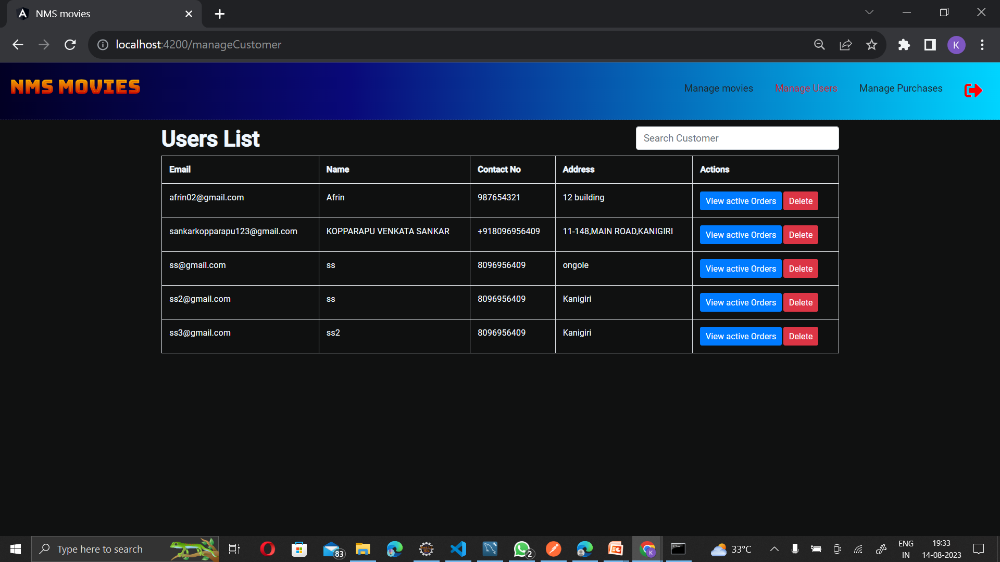 NMS movies
localhost:4200/manageCustomer
K
NMS MOVIES
Manage movies Manage Users Manage Purchases
Users List
Search Customer
Email Name Contact No Address Actions
afrin02@gmail.com Afrin 987654321 12 building View active Orders Delete
sankarkopparapu123@gmail.com KOPPARAPU VENKATA SANKAR +918096956409 11-148,MAIN ROAD,KANIGIRI View active Orders Delete
ss@gmail.com ss 8096956409 ongole View active Orders Delete
ss2@gmail.com ss 8096956409 Kanigiri View active Orders Delete
ss3@gmail.com ss2 8096956409 Kanigiri View active Orders Delete
Type here to search
83
2
K
33°C
ENG
IN
19:33
14-08-2023